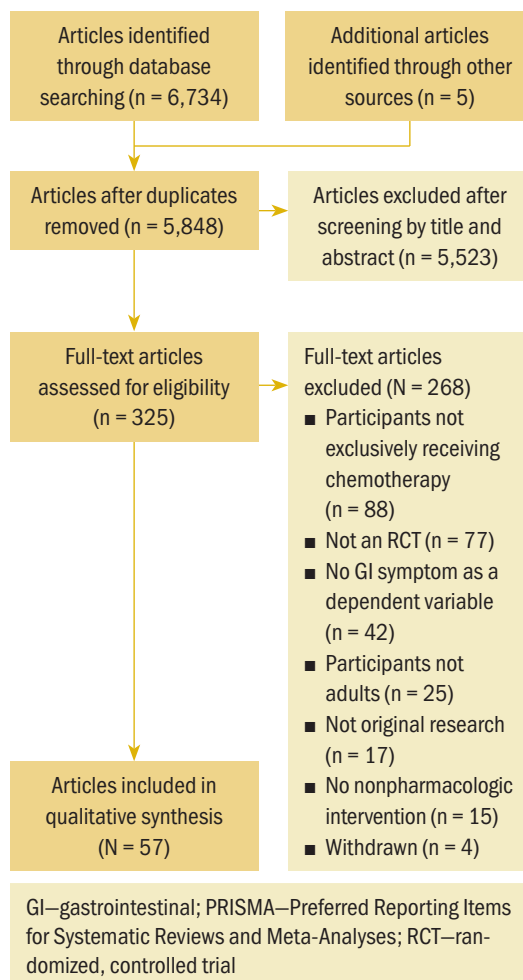 Articles identified
through database
searching (n = 6,734)
Additional articles
identified through other
sources (n = 5)
Articles after duplicates
removed (n = 5,848)
Articles excluded after
screening by title and
abstract (n = 5,523)
Full-text articles
assessed for eligibility
(n = 325)
Full-text articles
excluded (N = 268)
■ Participants not
exclusively receiving
chemotherapy
(n = 88)
■ Not an RCT (n = 77)
■ No GI symptom as a
dependent variable
(n = 42)
■ Participants not
adults (n = 25)
■ Not original research
(n = 17)
■ No nonpharmacologic
intervention (n = 15)
■ Withdrawn (n = 4)
Articles included in
qualitative synthesis
(N = 57)
GI—gastrointestinal; PRISMA—Preferred Reporting Items
for Systematic Reviews and Meta-Analyses; RCT—ran-
domized, controlled trial